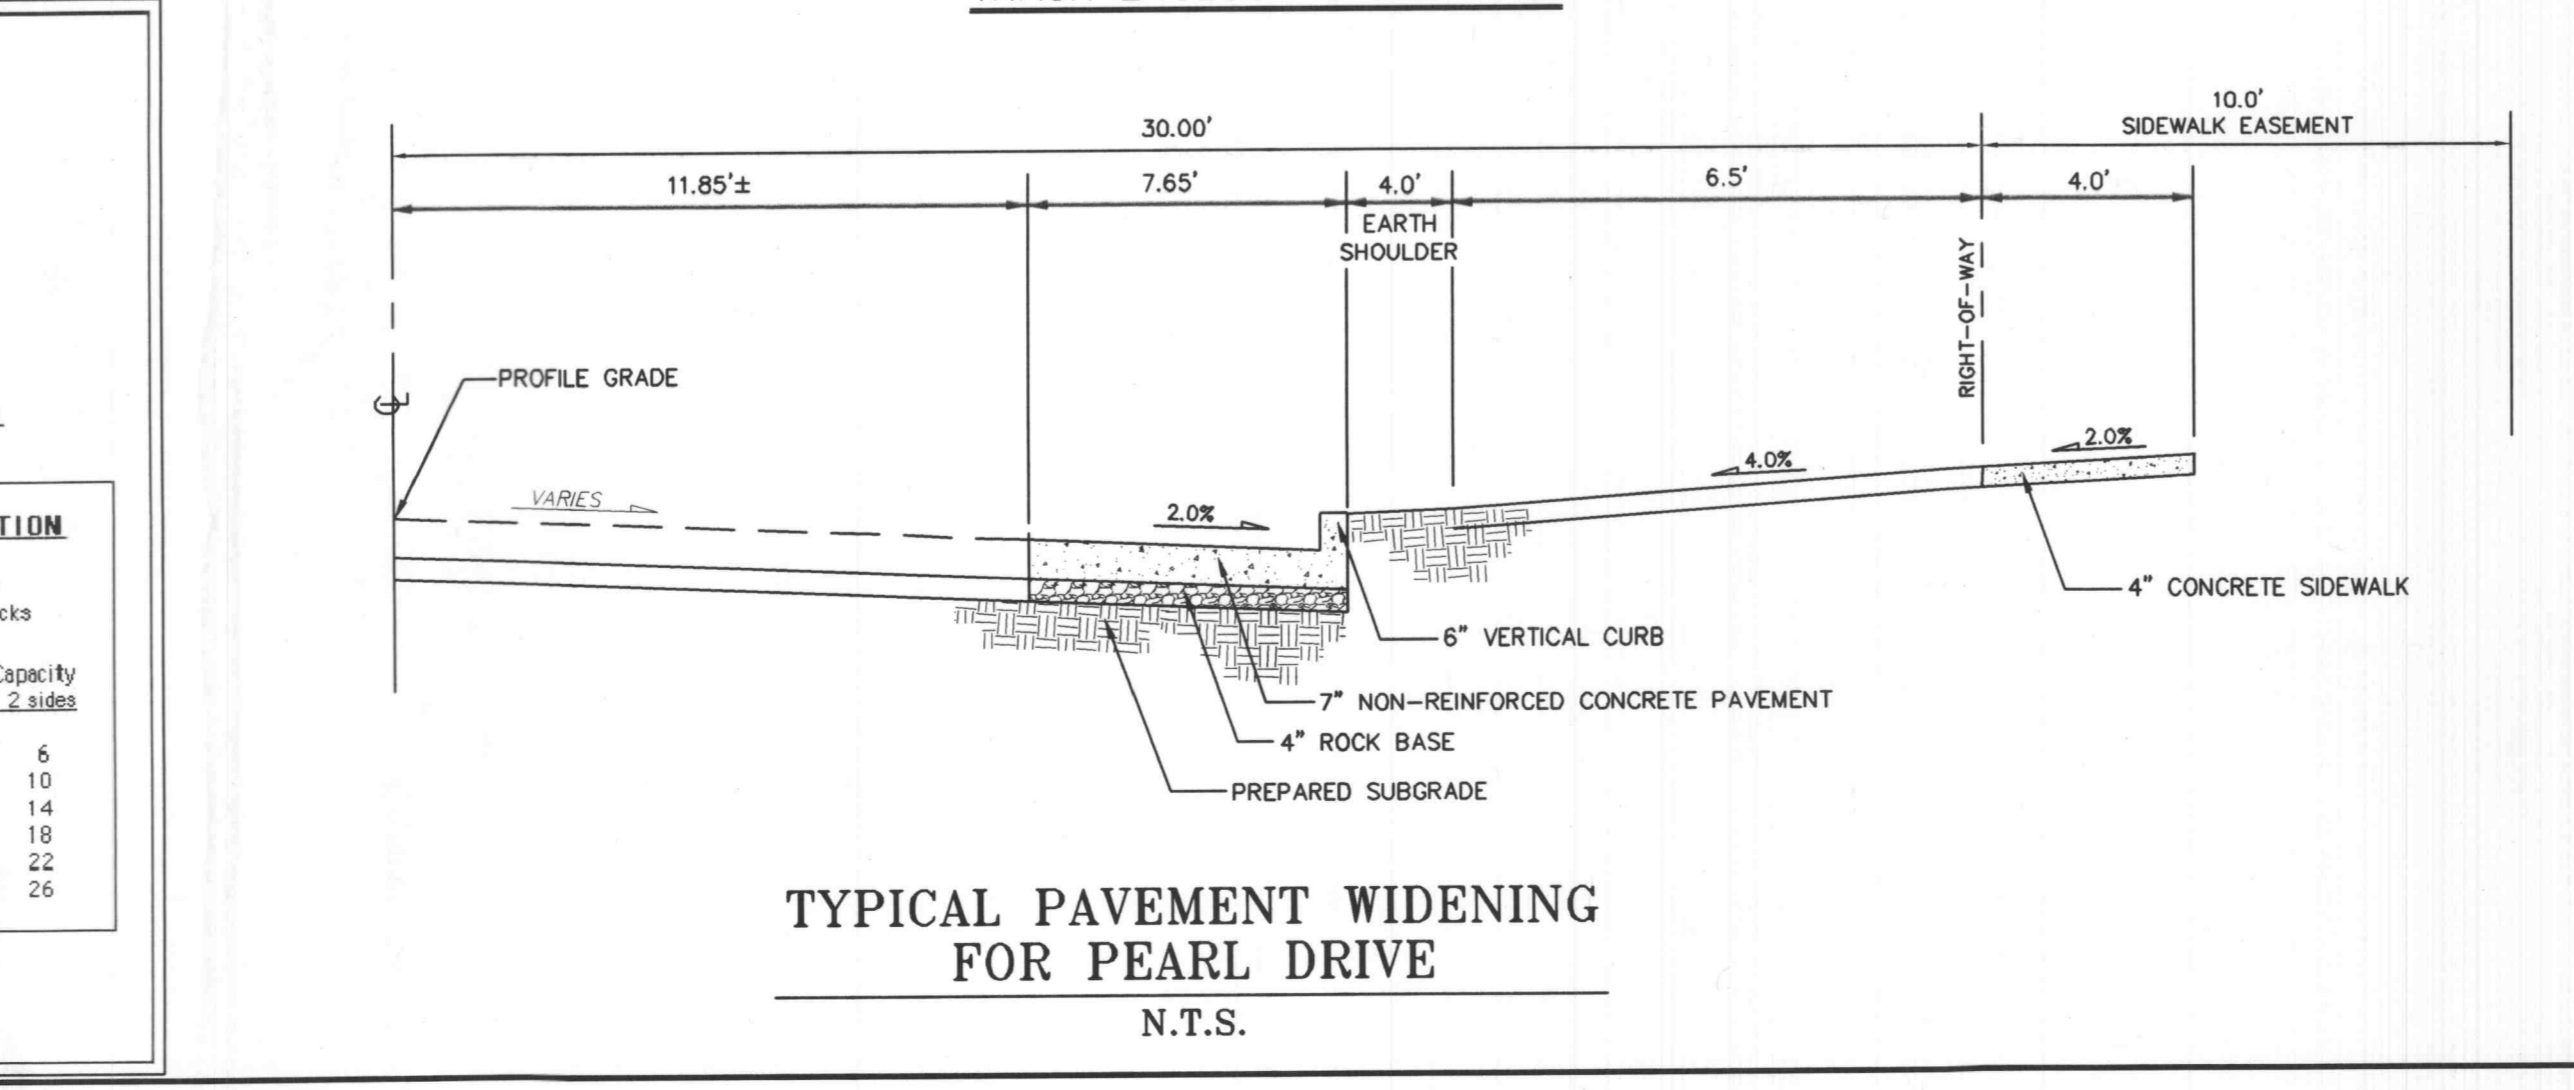 10.0'
SIDEWALK EASEMENT
30.00'
11.85'±
7.65'
4.0'
6.5'
4.0'
EARTH
SHOULDER
RIGHT-OF-WAY
PROFILE GRADE
℄
VARIES
2.0%
4.0%
2.0%
4" CONCRETE SIDEWALK
6" VERTICAL CURB
7" NON-REINFORCED CONCRETE PAVEMENT
4" ROCK BASE
PREPARED SUBGRADE
TYPICAL PAVEMENT WIDENING
FOR PEARL DRIVE
N.T.S.
TION
cks
Capacity
2 sides
6
10
14
18
22
26